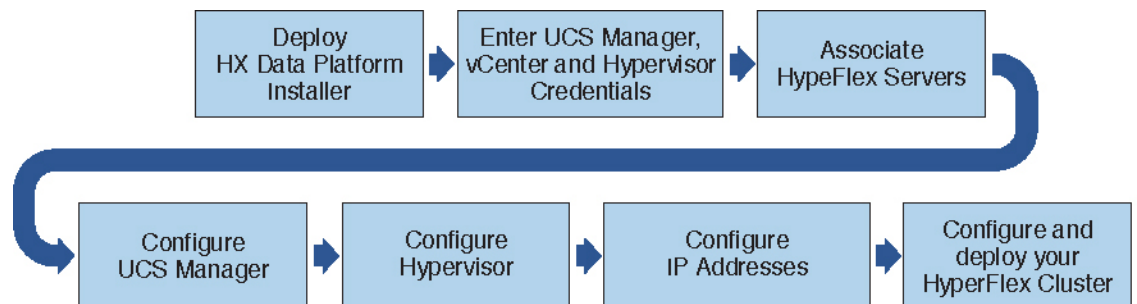 Deploy
HX Data Platform
Installer
Enter UCS Manager,
vCenter and Hypervisor
Credentials
Associate
HypeFlex Servers
Configure
UCS Manager
Configure
Hypervisor
Configure
IP Addresses
Configure and
deploy your
HyperFlex Cluster